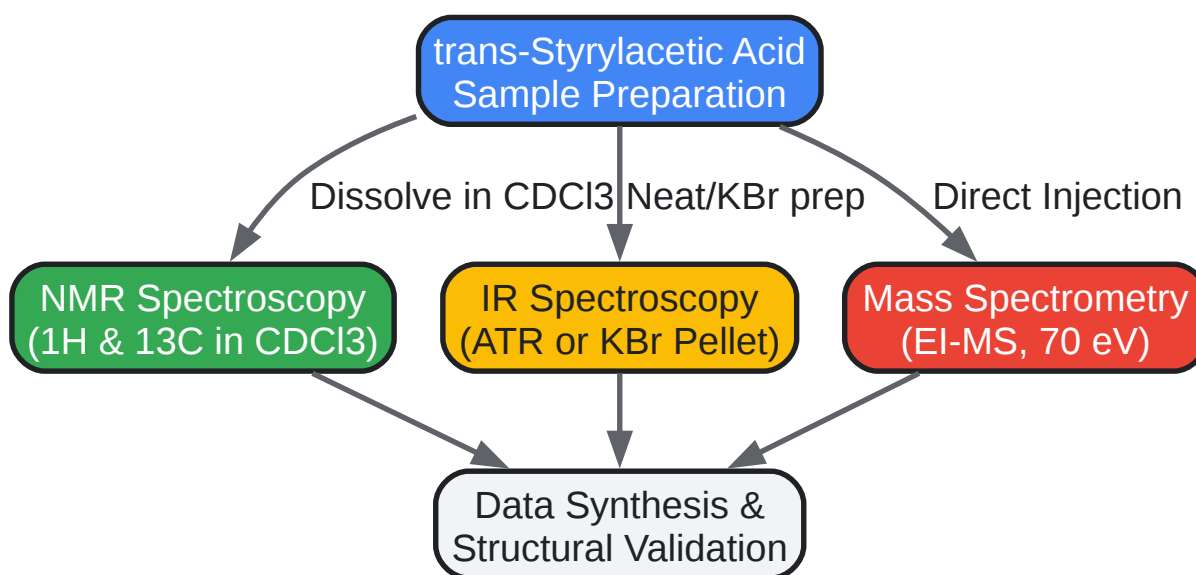 trans-Styrylacetic Acid
Sample Preparation
Dissolve in CDCl3
Neat/KBr prep
Direct Injection
NMR Spectroscopy
(1H & 13C in CDCl3)
IR Spectroscopy
(ATR or KBr Pellet)
Mass Spectrometry
(EI-MS, 70 eV)
Data Synthesis &
Structural Validation